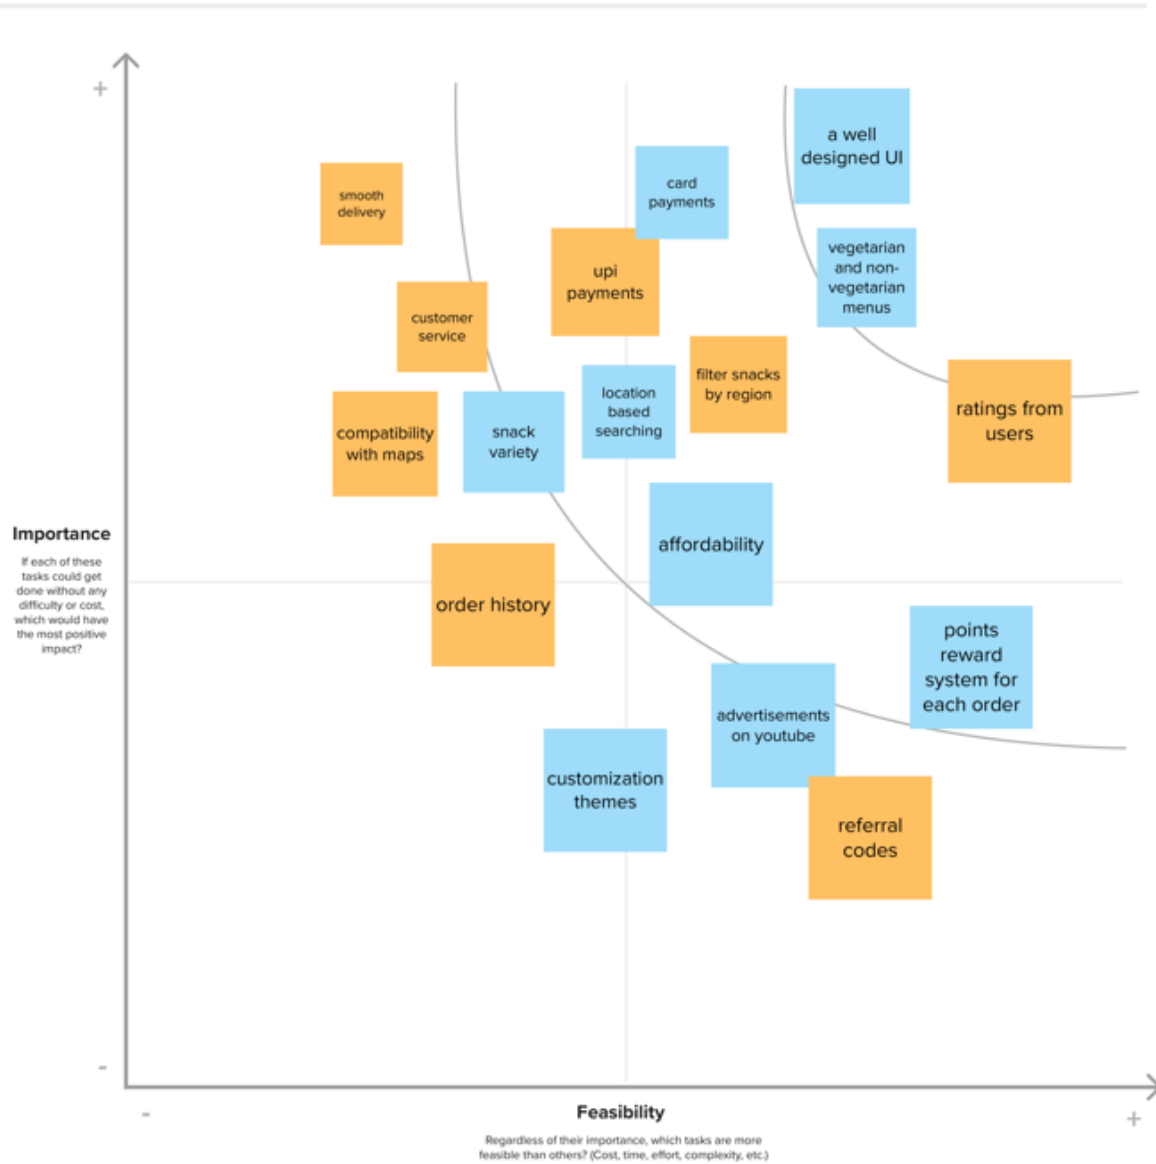 +
a well
designed UI
card
payments
smooth
delivery
vegetarian
and non-
vegetarian
menus
upi
payments
customer
service
filter snacks
by region
location
based
searching
ratings from
users
compatibility
with maps
snack
variety
Importance
If each of these
tasks could get
done without any
difficulty or cost,
which would have
the most positive
impact?
affordability
order history
points
reward
system for
each order
advertisements
on youtube
customization
themes
referral
codes
-
-
Feasibility
+
Regardless of their importance, which tasks are more
feasible than others? (Cost, time, effort, complexity, etc.)